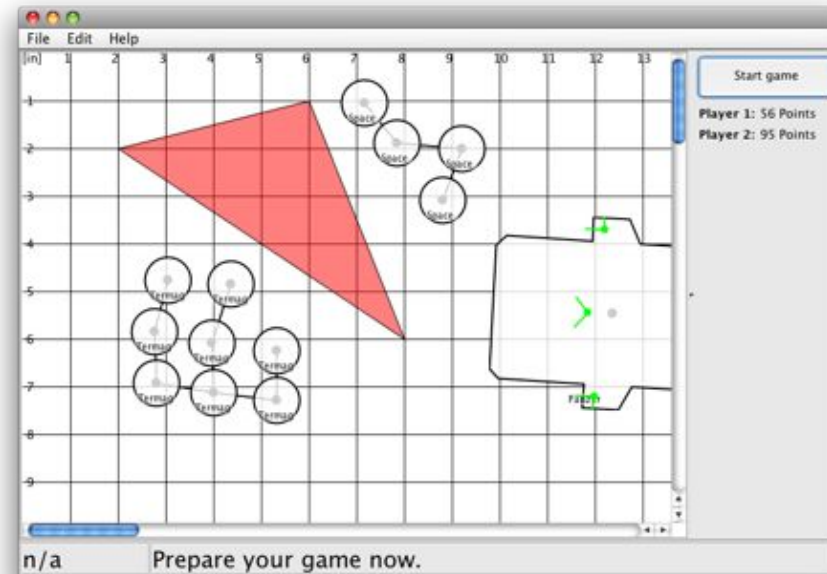 File Edit Help
[in] 1 2 3 4 5 6 7 8 9 10 11 12 13
Start game
1
Space
Player 1: 56 Points
Player 2: 95 Points
2
Space
Space
3
Space
4
5
Termag
Termag
6
Termag
Termag
Termag
7
Termag
Termag
Termag
8
9
n/a
Prepare your game now.